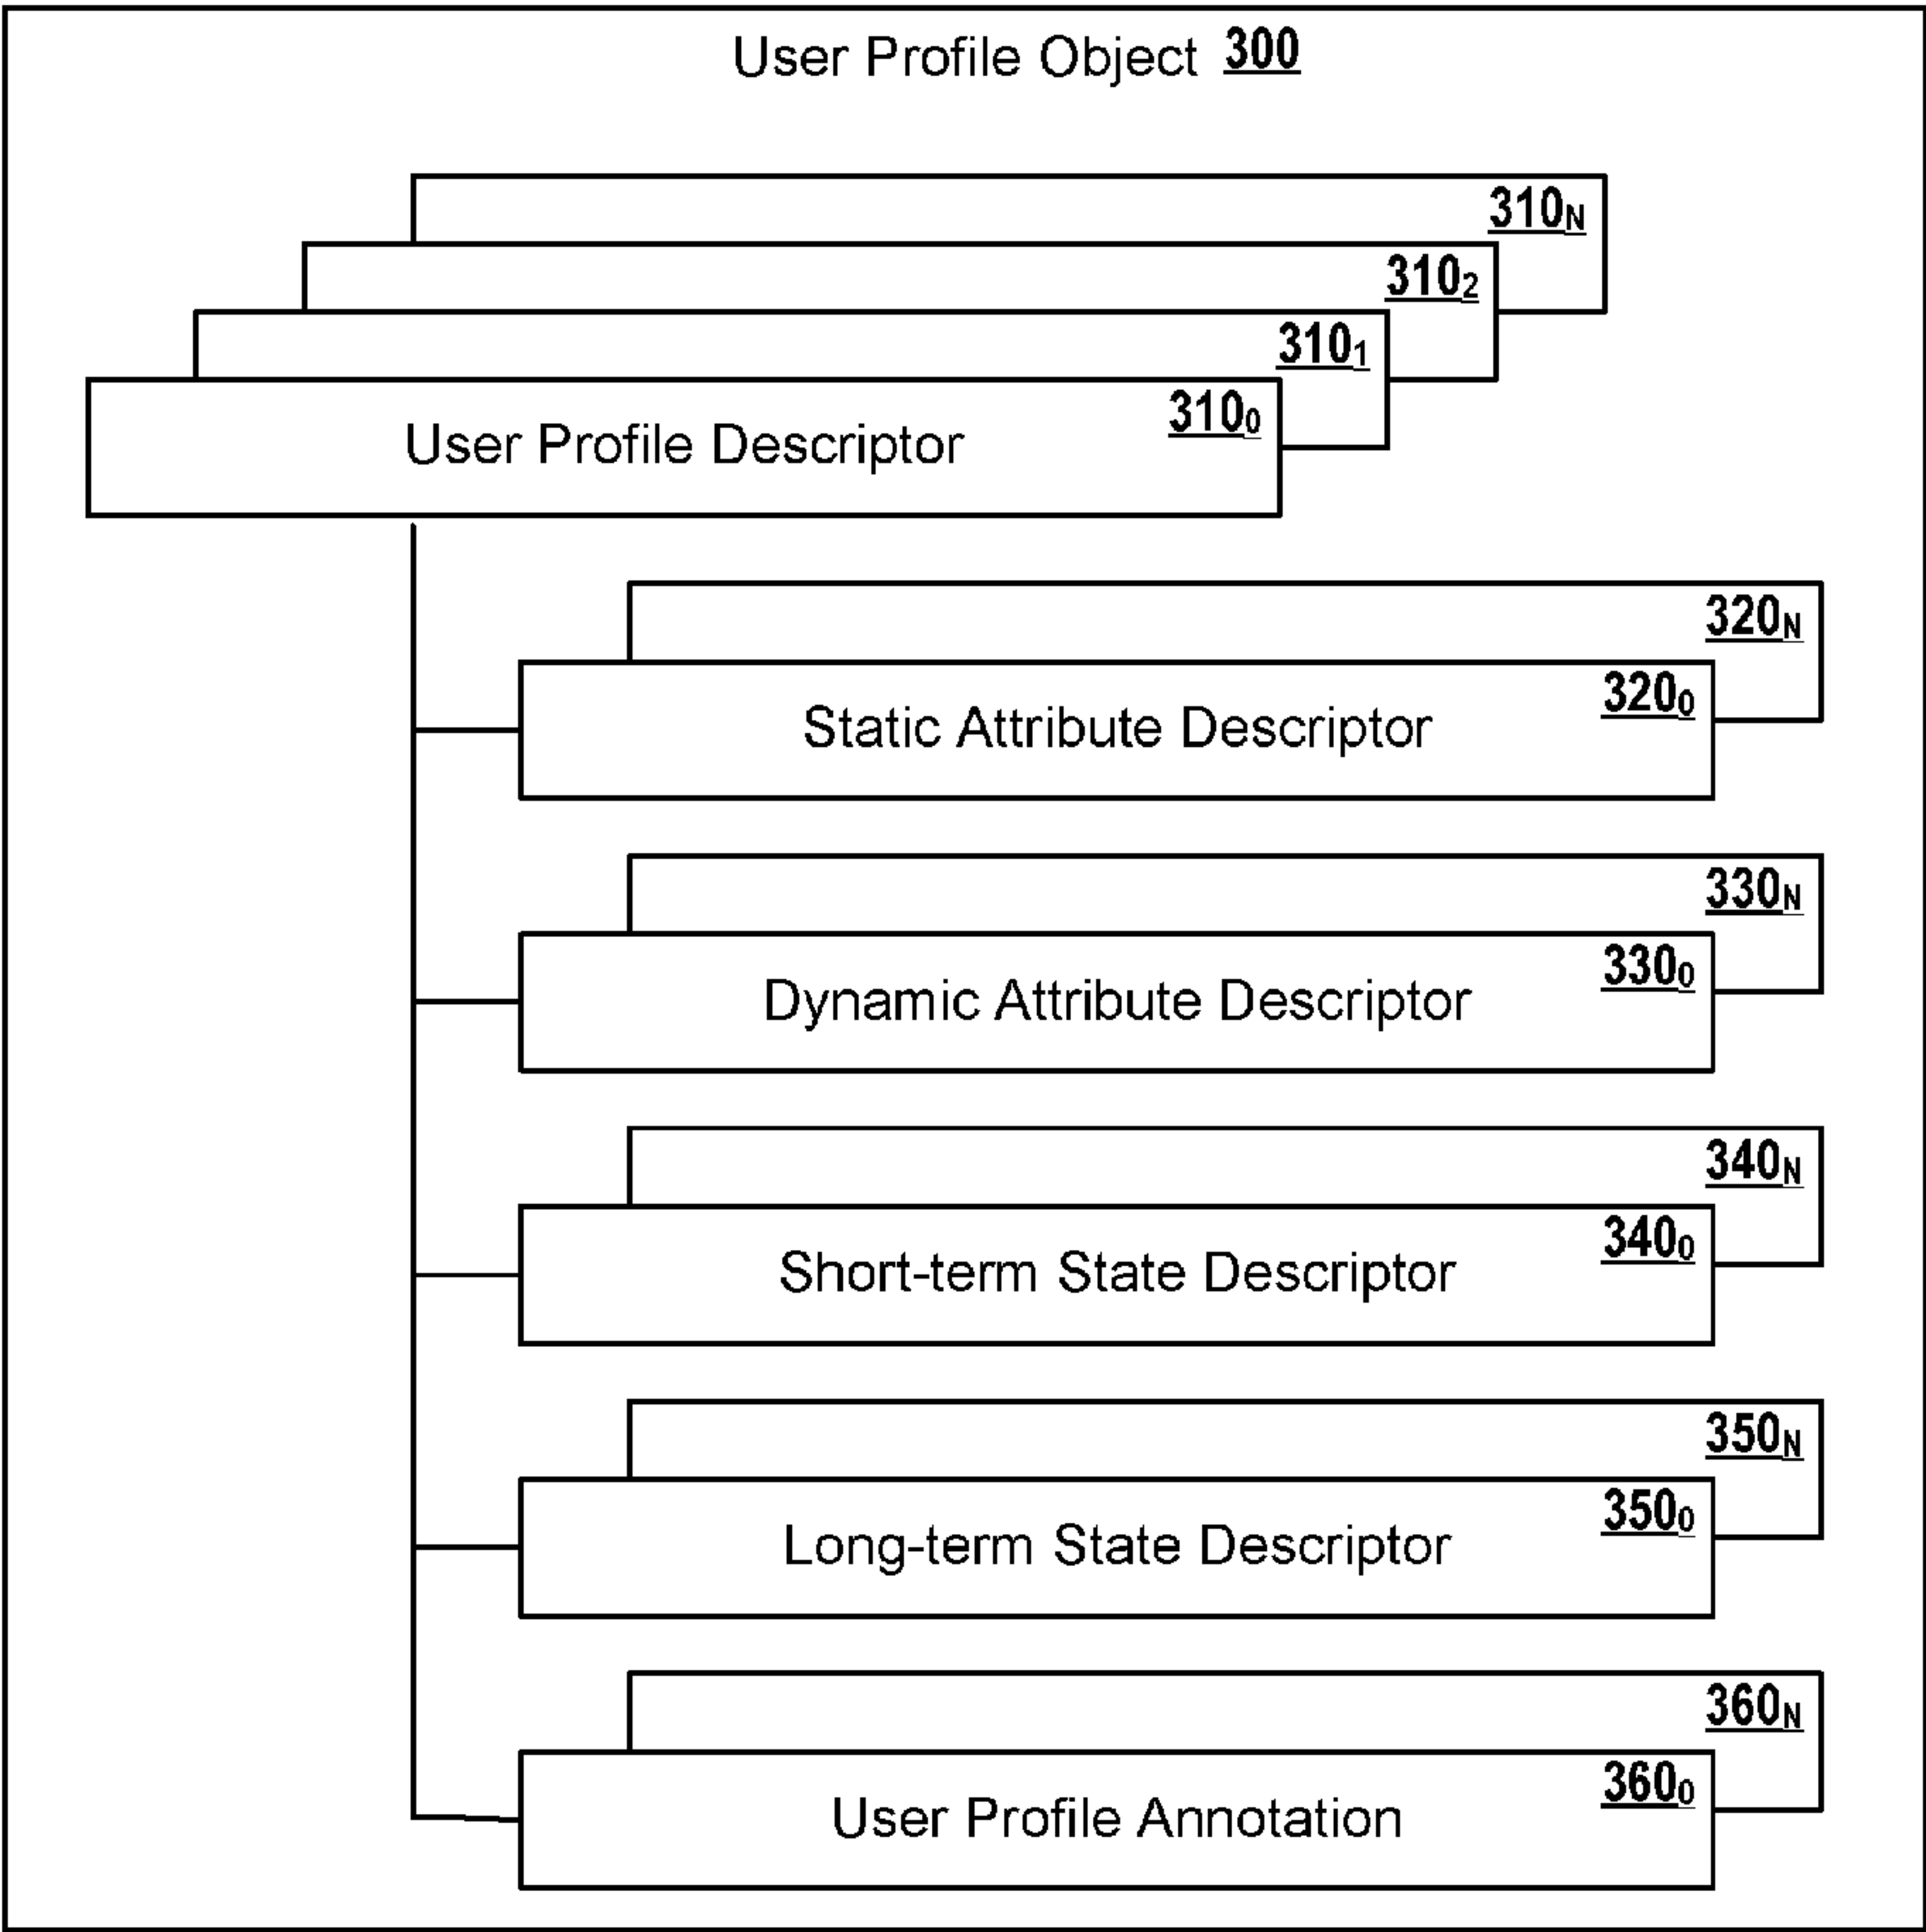 User Profile Object 300
310N
3102
3101
3100
User Profile Descriptor
320N
3200
Static Attribute Descriptor
330N
3300
Dynamic Attribute Descriptor
340N
3400
Short-term State Descriptor
350N
3500
Long-term State Descriptor
360N
3600
User Profile Annotation